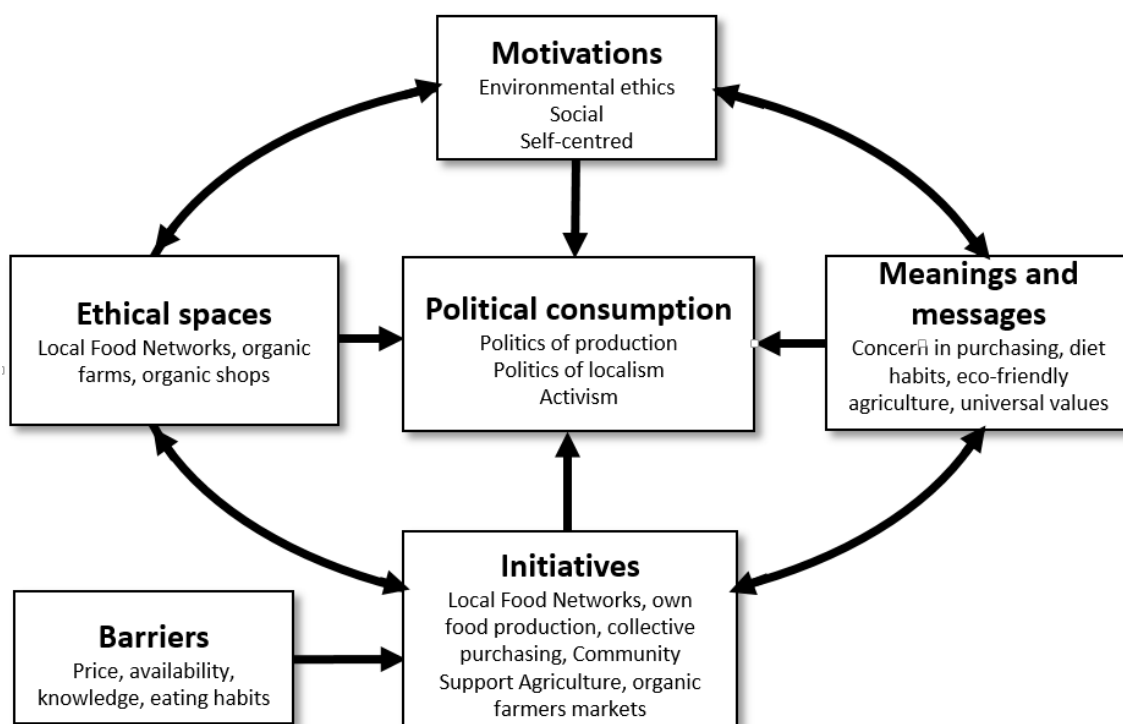 Motivations
Environmental ethics
Social
Self-centred
Ethical spaces
Local Food Networks, organic
farms, organic shops
Political consumption
Politics of production
Politics of localism
Activism
Meanings and
messages
Concern in purchasing, diet
habits, eco-friendly
agriculture, universal values
Initiatives
Local Food Networks, own
food production, collective
purchasing, Community
Support Agriculture, organic
farmers markets
Barriers
Price, availability,
knowledge, eating habits